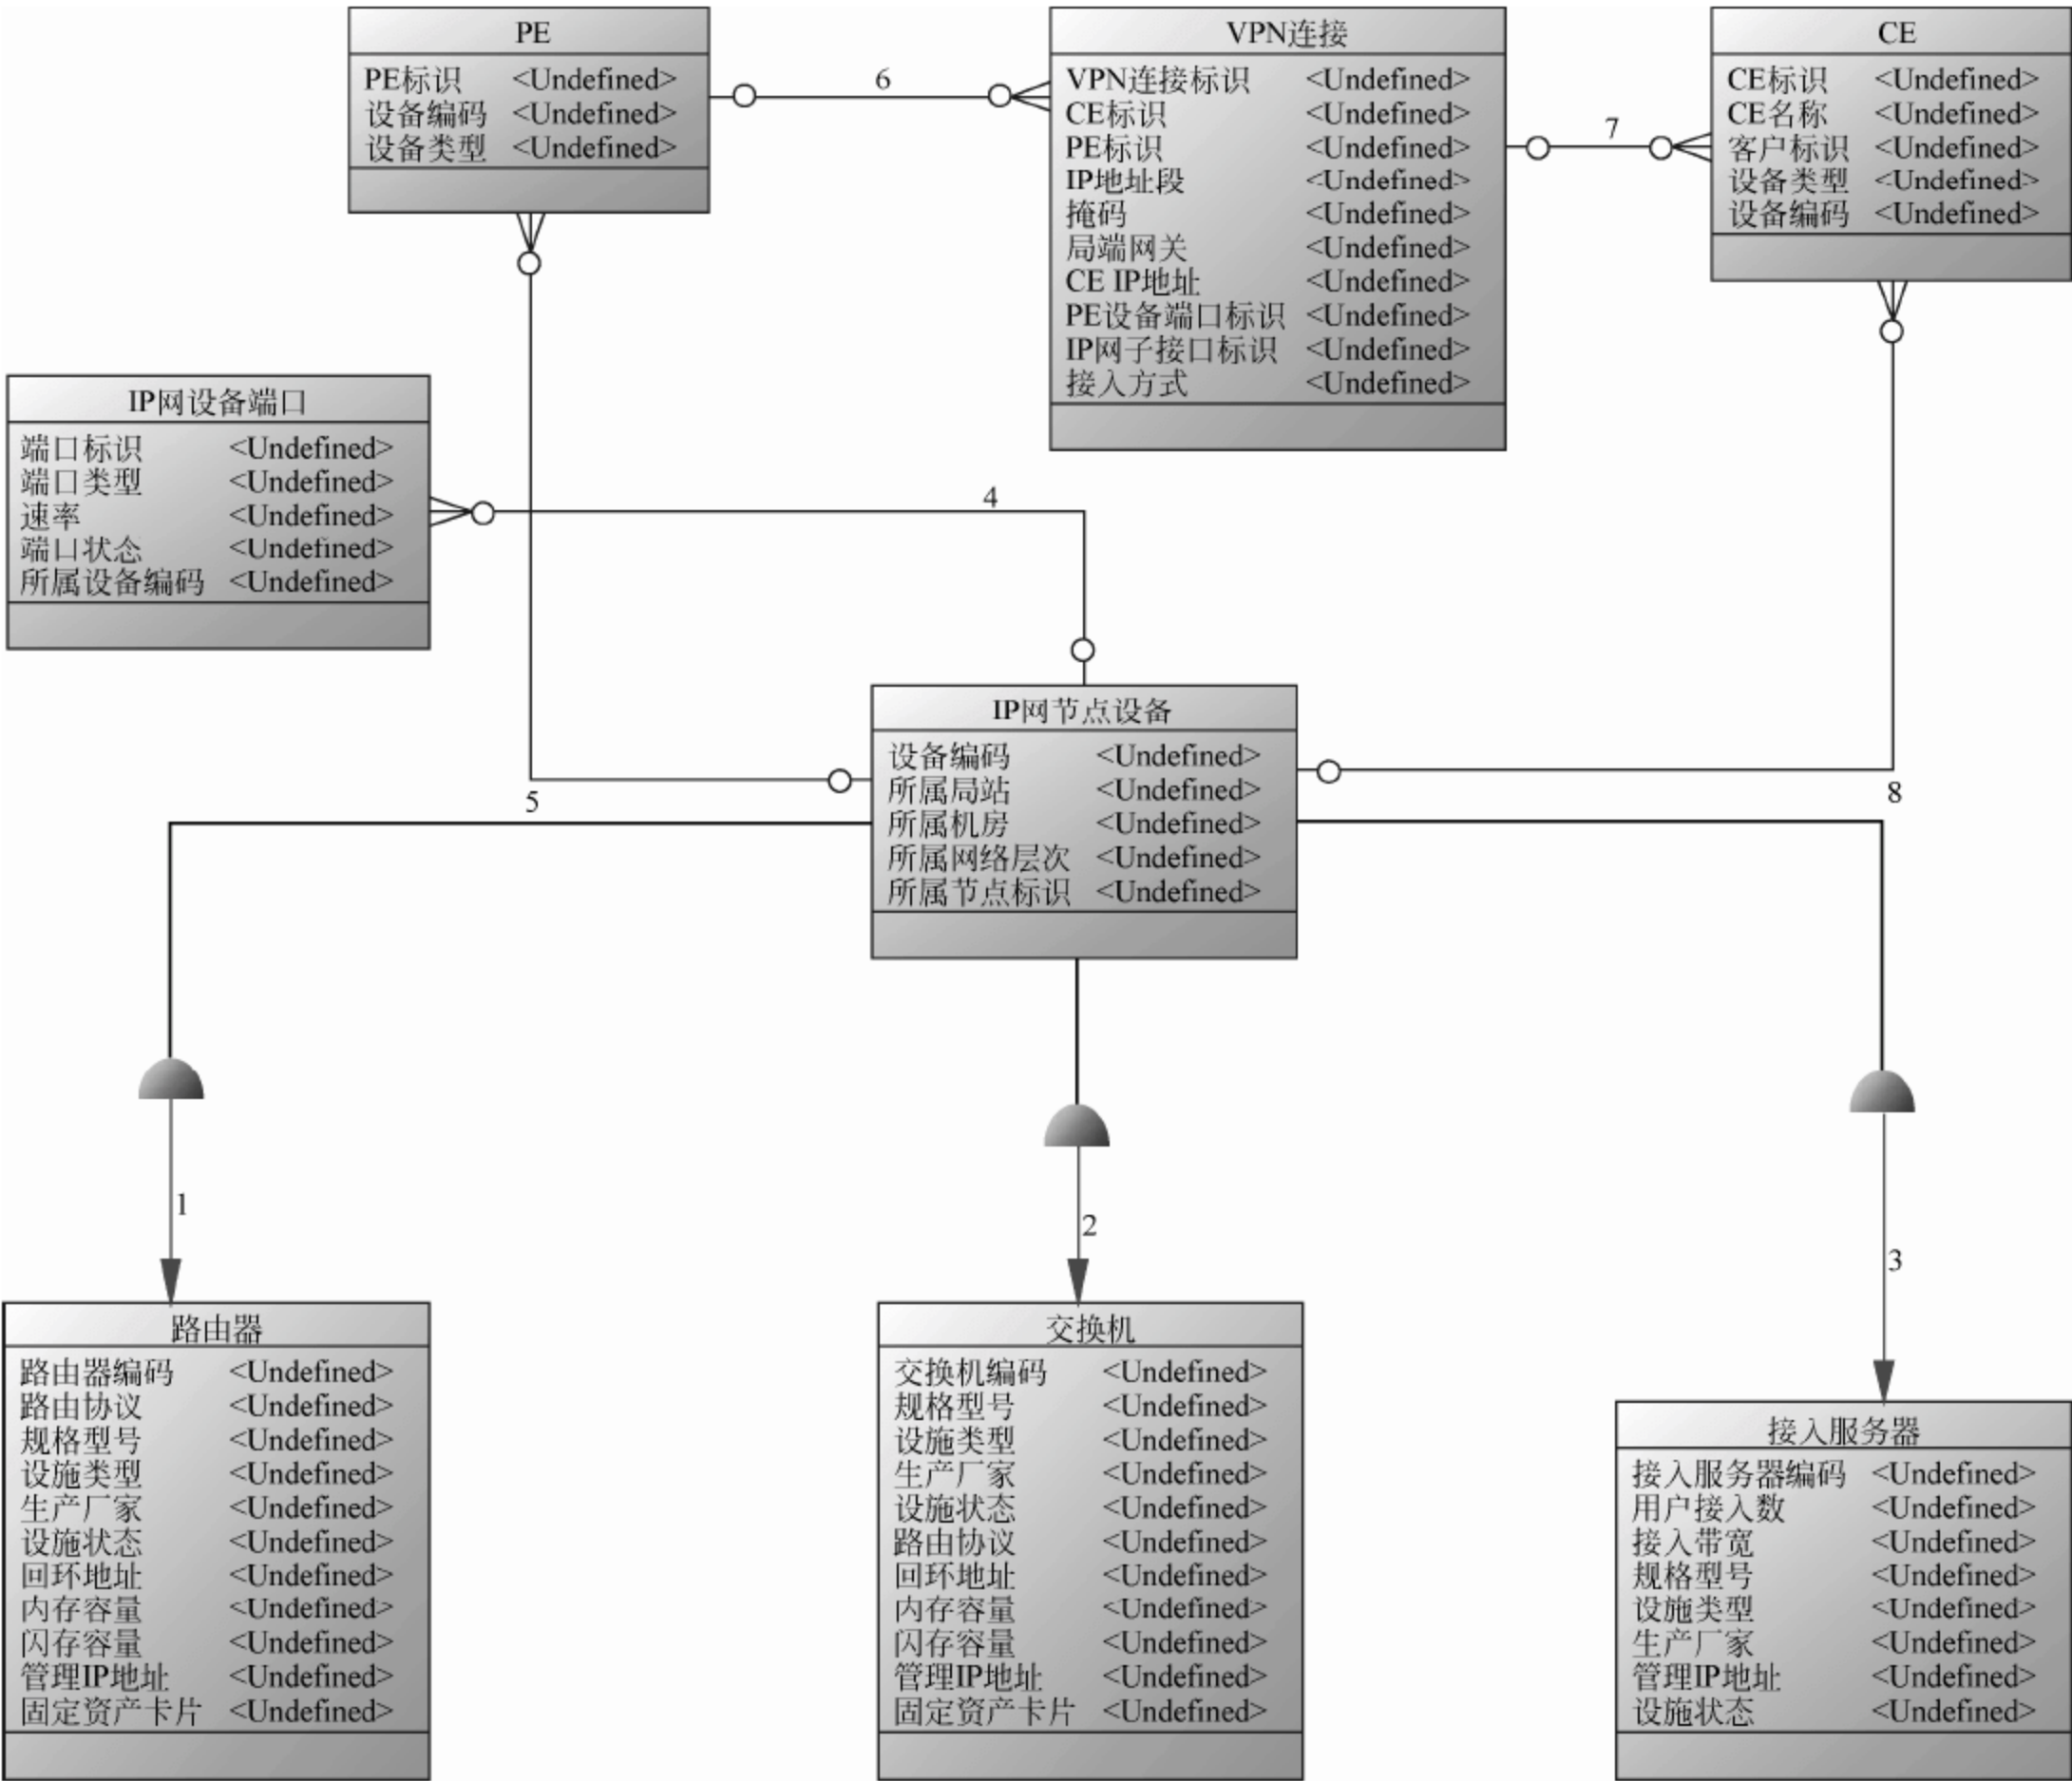 PE
PE标识 <Undefined>
设备编码 <Undefined>
设备类型 <Undefined>
6
VPN连接
VPN连接标识 <Undefined>
CE标识 <Undefined>
PE标识 <Undefined>
IP地址段 <Undefined>
掩码 <Undefined>
局端网关 <Undefined>
CE IP地址 <Undefined>
PE设备端口标识 <Undefined>
IP网子接口标识 <Undefined>
接入方式 <Undefined>
7
CE
CE标识 <Undefined>
CE名称 <Undefined>
客户标识 <Undefined>
设备类型 <Undefined>
设备编码 <Undefined>
IP网设备端口
端口标识 <Undefined>
端口类型 <Undefined>
速率 <Undefined>
端口状态 <Undefined>
所属设备编码 <Undefined>
4
IP网节点设备
设备编码 <Undefined>
所属局站 <Undefined>
所属机房 <Undefined>
所属网络层次 <Undefined>
所属节点标识 <Undefined>
5
8
1
2
3
路由器
路由器编码 <Undefined>
路由协议 <Undefined>
规格型号 <Undefined>
设施类型 <Undefined>
生产厂家 <Undefined>
设施状态 <Undefined>
回环地址 <Undefined>
内存容量 <Undefined>
闪存容量 <Undefined>
管理IP地址 <Undefined>
固定资产卡片 <Undefined>
交换机
交换机编码 <Undefined>
规格型号 <Undefined>
设施类型 <Undefined>
生产厂家 <Undefined>
设施状态 <Undefined>
路由协议 <Undefined>
回环地址 <Undefined>
内存容量 <Undefined>
闪存容量 <Undefined>
管理IP地址 <Undefined>
固定资产卡片 <Undefined>
接入服务器
接入服务器编码 <Undefined>
用户接入数 <Undefined>
接入带宽 <Undefined>
规格型号 <Undefined>
设施类型 <Undefined>
生产厂家 <Undefined>
管理IP地址 <Undefined>
设施状态 <Undefined>